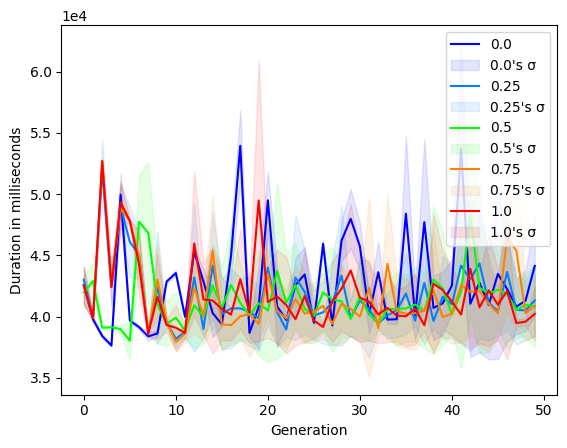 1e4
6.0
5.5
5.0
4.5
4.0
3.5
Duration in milliseconds
0 10 20 30 40 50
Generation
0.0
0.0's σ
0.25
0.25's σ
0.5
0.5's σ
0.75
0.75's σ
1.0
1.0's σ